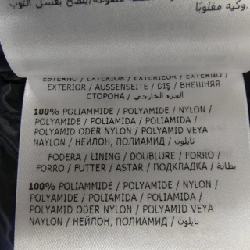 ESTERNO / EXTERIOR / EXTERIEUR / EXTERIOR /
EXTERIOR / AUSSENSEITE / DIŞ / ВНЕШНЯЯ
СТОРОНА / الجزء الخارجي
100% POLIAMMIDE / POLYAMIDE / NYLON /
POLYAMIDE / POLIAMIDA / POLIAMIDA /
POLYAMID ODER NYLON / POLYAMID VEYA
NAYLON / НЕЙЛОН, ПОЛИАМИД / نايلون
FODERA / LINING / DOUBLURE / FORRO /
FORRO / FUTTER / ASTAR / ПОДКЛАДКА / بطانة
100% POLIAMMIDE / POLYAMIDE / NYLON /
POLYAMIDE / POLIAMIDA / POLIAMIDA /
POLYAMID ODER NYLON / POLYAMID VEYA
NAYLON / НЕЙЛОН, ПОЛИАМИД / نايلون